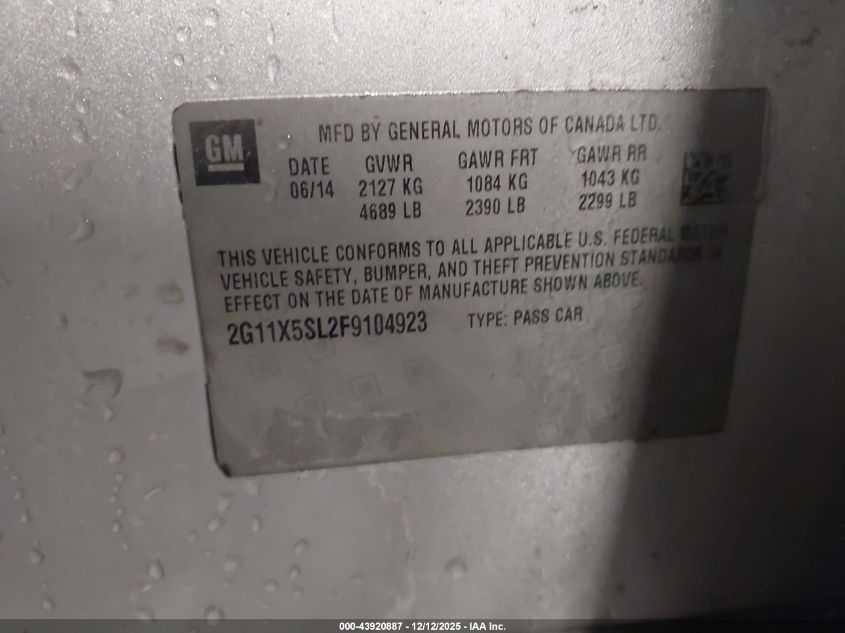 GM
MFD BY GENERAL MOTORS OF CANADA LTD.
DATE GVWR GAWR FRT GAWR RR
06/14 2127 KG 1084 KG 1043 KG
4689 LB 2390 LB 2299 LB
THIS VEHICLE CONFORMS TO ALL APPLICABLE U.S. FEDERAL MOTOR
VEHICLE SAFETY, BUMPER, AND THEFT PREVENTION STANDARDS IN
EFFECT ON THE DATE OF MANUFACTURE SHOWN ABOVE.
2G11X5SL2F9104923 TYPE: PASS CAR
000-43920887 - 12/12/2025 - IAA Inc.